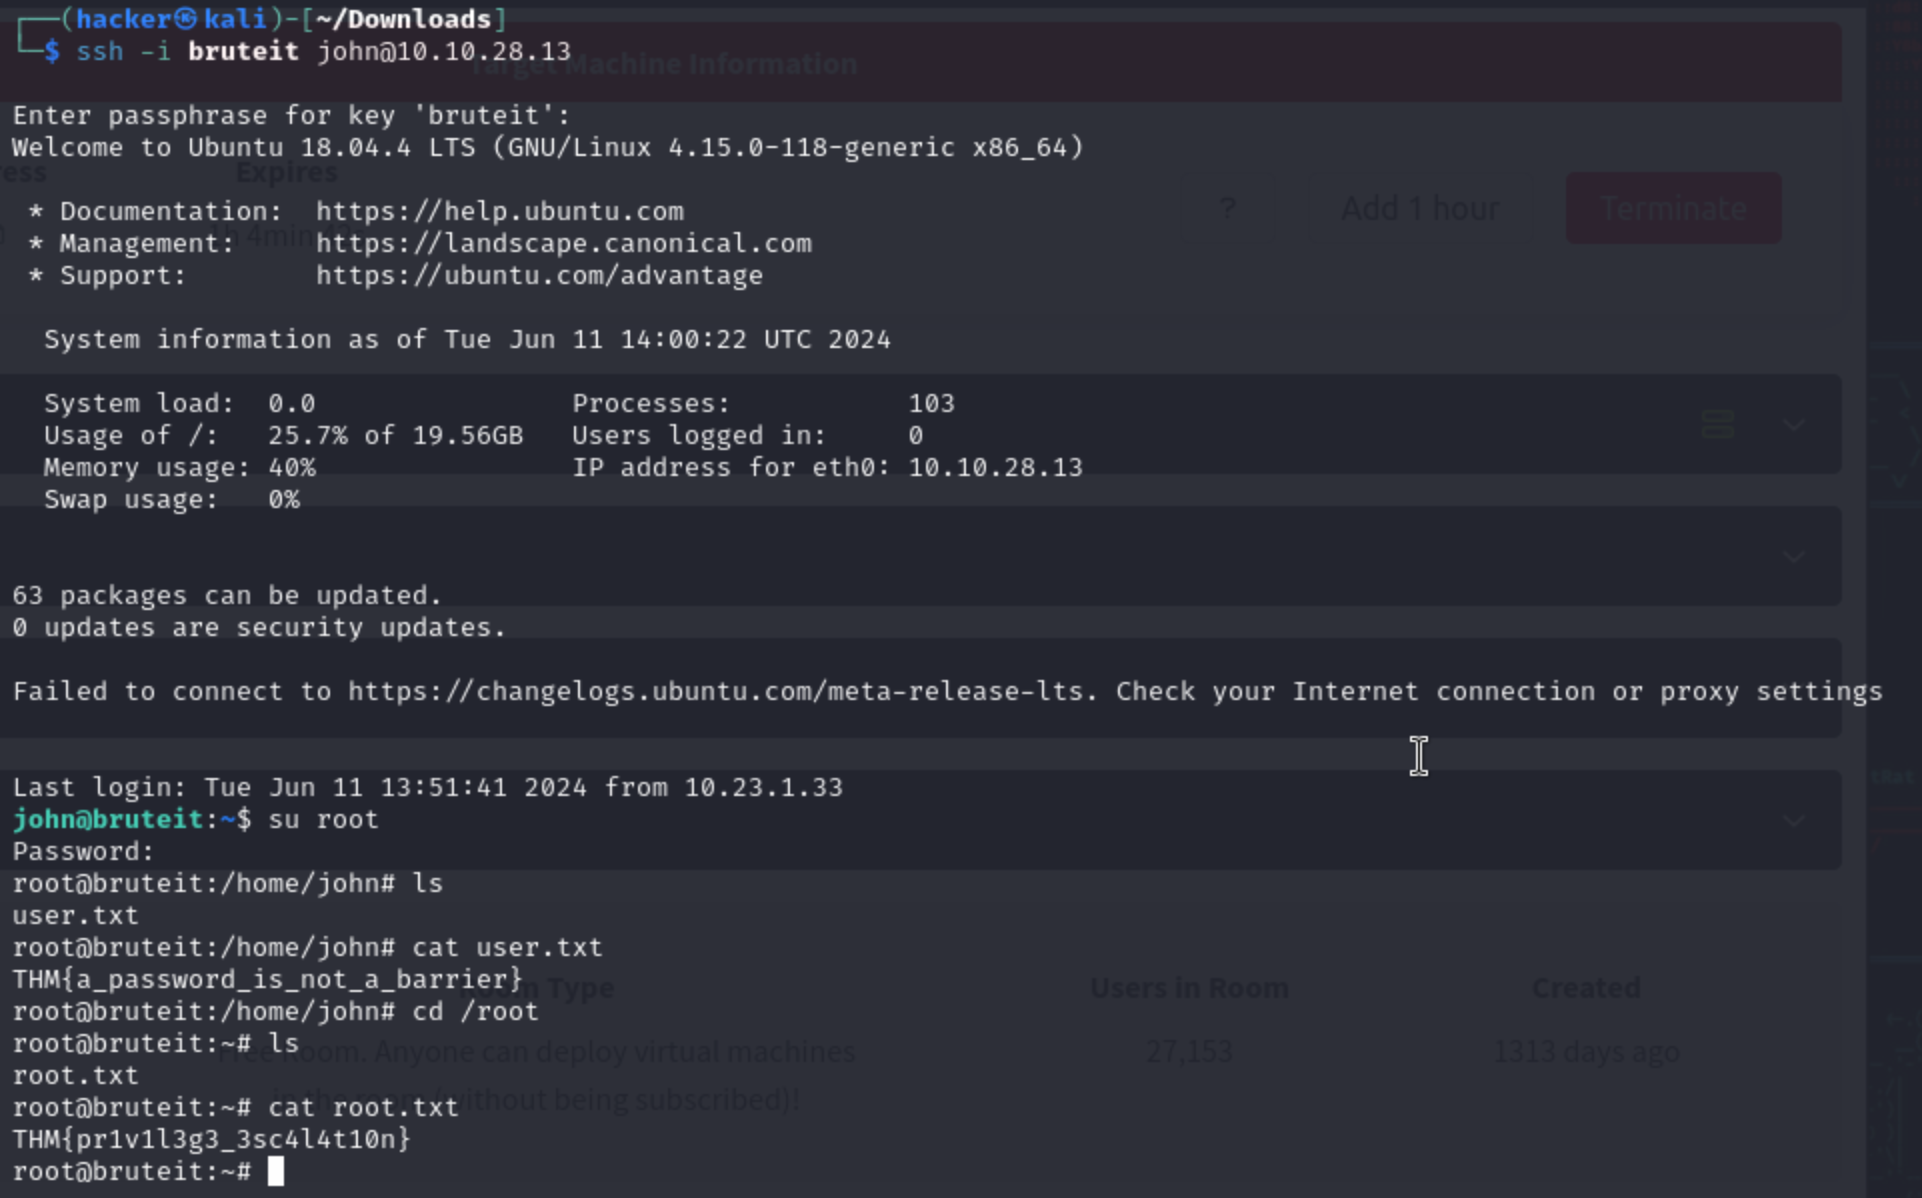 ┌──(hacker㉿kali)-[~/Downloads]
└─$ ssh -i bruteit john@10.10.28.13
Target Machine Information
Enter passphrase for key 'bruteit':
Welcome to Ubuntu 18.04.4 LTS (GNU/Linux 4.15.0-118-generic x86_64)
ress Expires
 * Documentation:  https://help.ubuntu.com
? Add 1 hour Terminate
 * Management:     https://landscape.canonical.com
1h 4min
 * Support:        https://ubuntu.com/advantage
  System information as of Tue Jun 11 14:00:22 UTC 2024
  System load:  0.0                Processes:           103
  Usage of /:   25.7% of 19.56GB   Users logged in:     0
  Memory usage: 40%                IP address for eth0: 10.10.28.13
  Swap usage:   0%
63 packages can be updated.
0 updates are security updates.
Failed to connect to https://changelogs.ubuntu.com/meta-release-lts. Check your Internet connection or proxy settings
Last login: Tue Jun 11 13:51:41 2024 from 10.23.1.33
john@bruteit:~$ su root
Password:
root@bruteit:/home/john# ls
user.txt
root@bruteit:/home/john# cat user.txt
THM{a_password_is_not_a_barrier}
Room Type Users in Room Created
root@bruteit:/home/john# cd /root
root@bruteit:~# ls
Free Room. Anyone can deploy virtual machines 27,153 1313 days ago
root.txt
root@bruteit:~# cat root.txt
in the room (without being subscribed)!
THM{pr1v1l3g3_3sc4l4t10n}
root@bruteit:~#